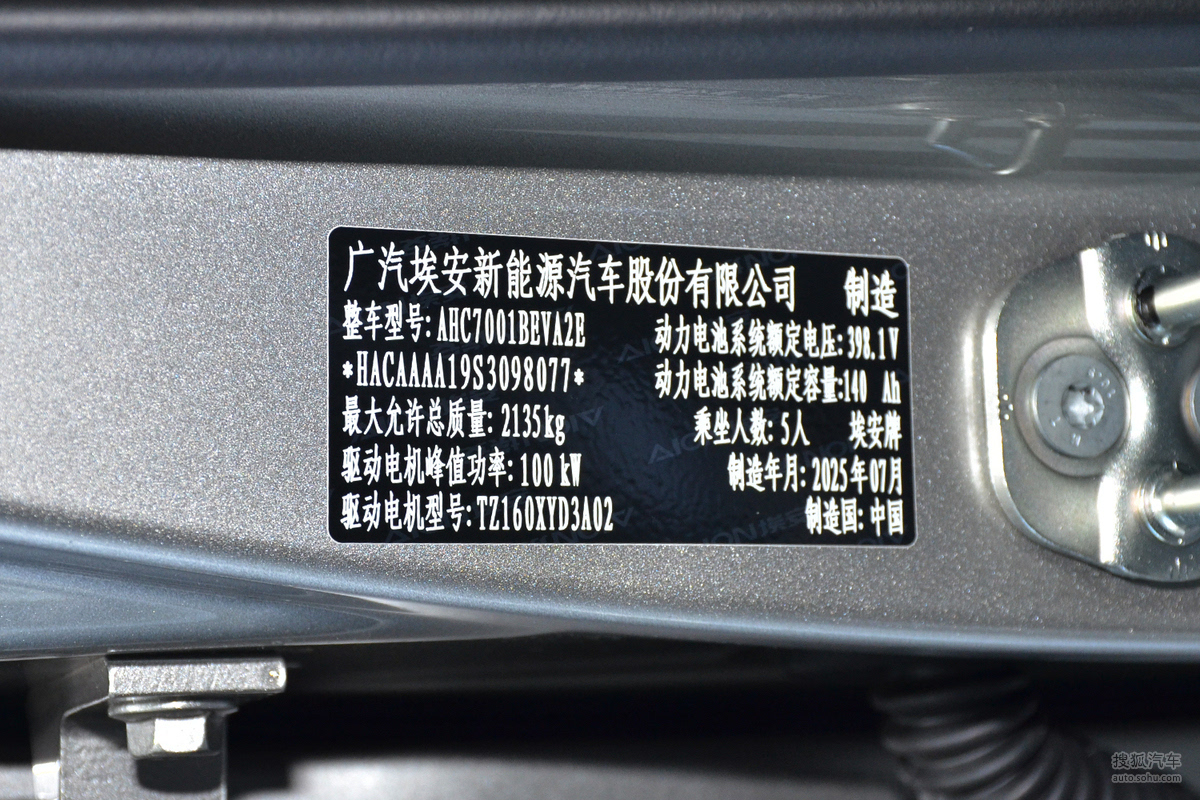 广汽埃安新能源汽车股份有限公司 制造
整车型号: AHC7001BEVA2E 动力电池系统额定电压: 398.1V
*HACAAAA19S3098077* 动力电池系统额定容量:140 Ah
最大允许总质量: 2135kg 乘坐人数: 5人 埃安牌
驱动电机峰值功率: 100 kW 制造年月: 2025年07月
驱动电机型号: TZ160XYD3A02 制造国: 中国
搜狐汽车
auto.sohu.com